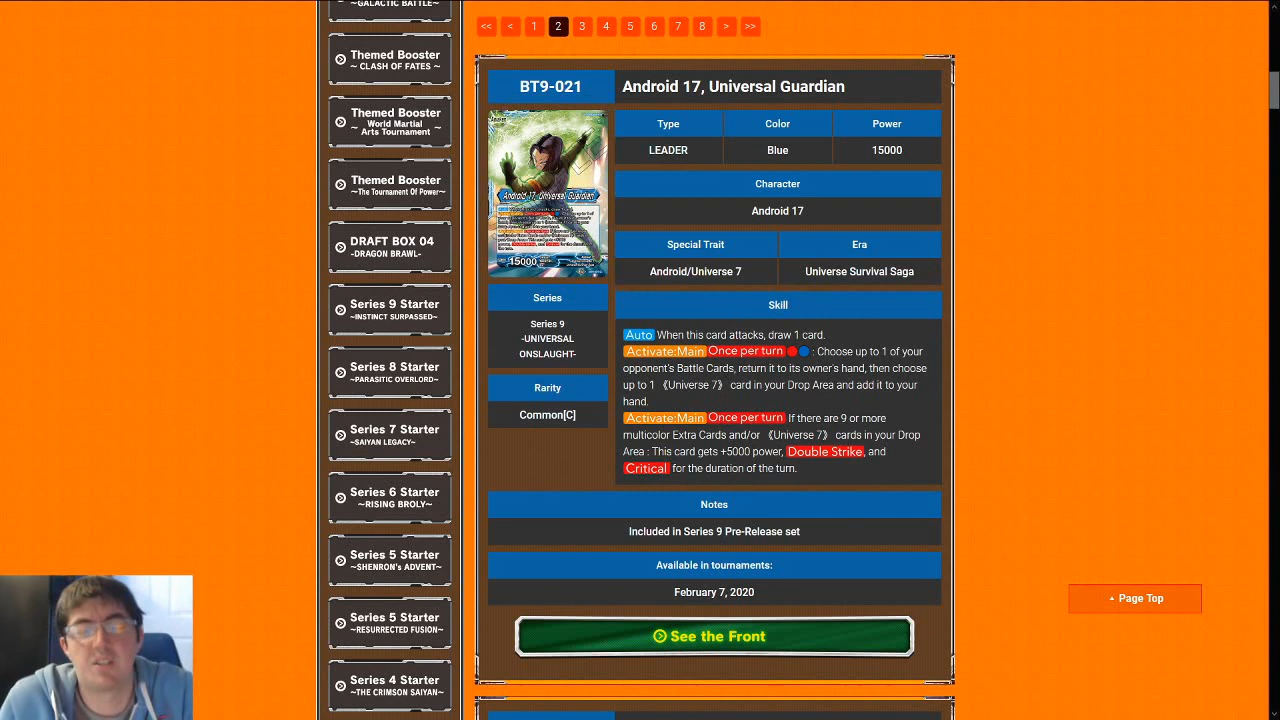 ~GALACTIC BATTLE~
Themed Booster
~ CLASH OF FATES ~
Themed Booster
~ World Martial Arts Tournament ~
Themed Booster
~The Tournament Of Power~
DRAFT BOX 04
-DRAGON BRAWL-
Series 9 Starter
~INSTINCT SURPASSED~
Series 8 Starter
~PARASITIC OVERLORD~
Series 7 Starter
~SAIYAN LEGACY~
Series 6 Starter
~RISING BROLY~
Series 5 Starter
~SHENRON's ADVENT~
Series 5 Starter
~RESURRECTED FUSION~
Series 4 Starter
~THE CRIMSON SAIYAN~
<< < 1 2 3 4 5 6 7 8 > >>
BT9-021 Android 17, Universal Guardian
Android 17, Universal Guardian
15000
Type Color Power
LEADER Blue 15000
Character
Android 17
Special Trait Era
Android/Universe 7 Universe Survival Saga
Series
Series 9
-UNIVERSAL
ONSLAUGHT-
Rarity
Common[C]
Skill
Auto When this card attacks, draw 1 card.
Activate:Main Once per turn : Choose up to 1 of your
opponent's Battle Cards, return it to its owner's hand, then choose
up to 1 《Universe 7》 card in your Drop Area and add it to your
hand.
Activate:Main Once per turn If there are 9 or more
multicolor Extra Cards and/or 《Universe 7》 cards in your Drop
Area : This card gets +5000 power, Double Strike, and
Critical for the duration of the turn.
Notes
Included in Series 9 Pre-Release set
Available in tournaments:
February 7, 2020
See the Front
Page Top